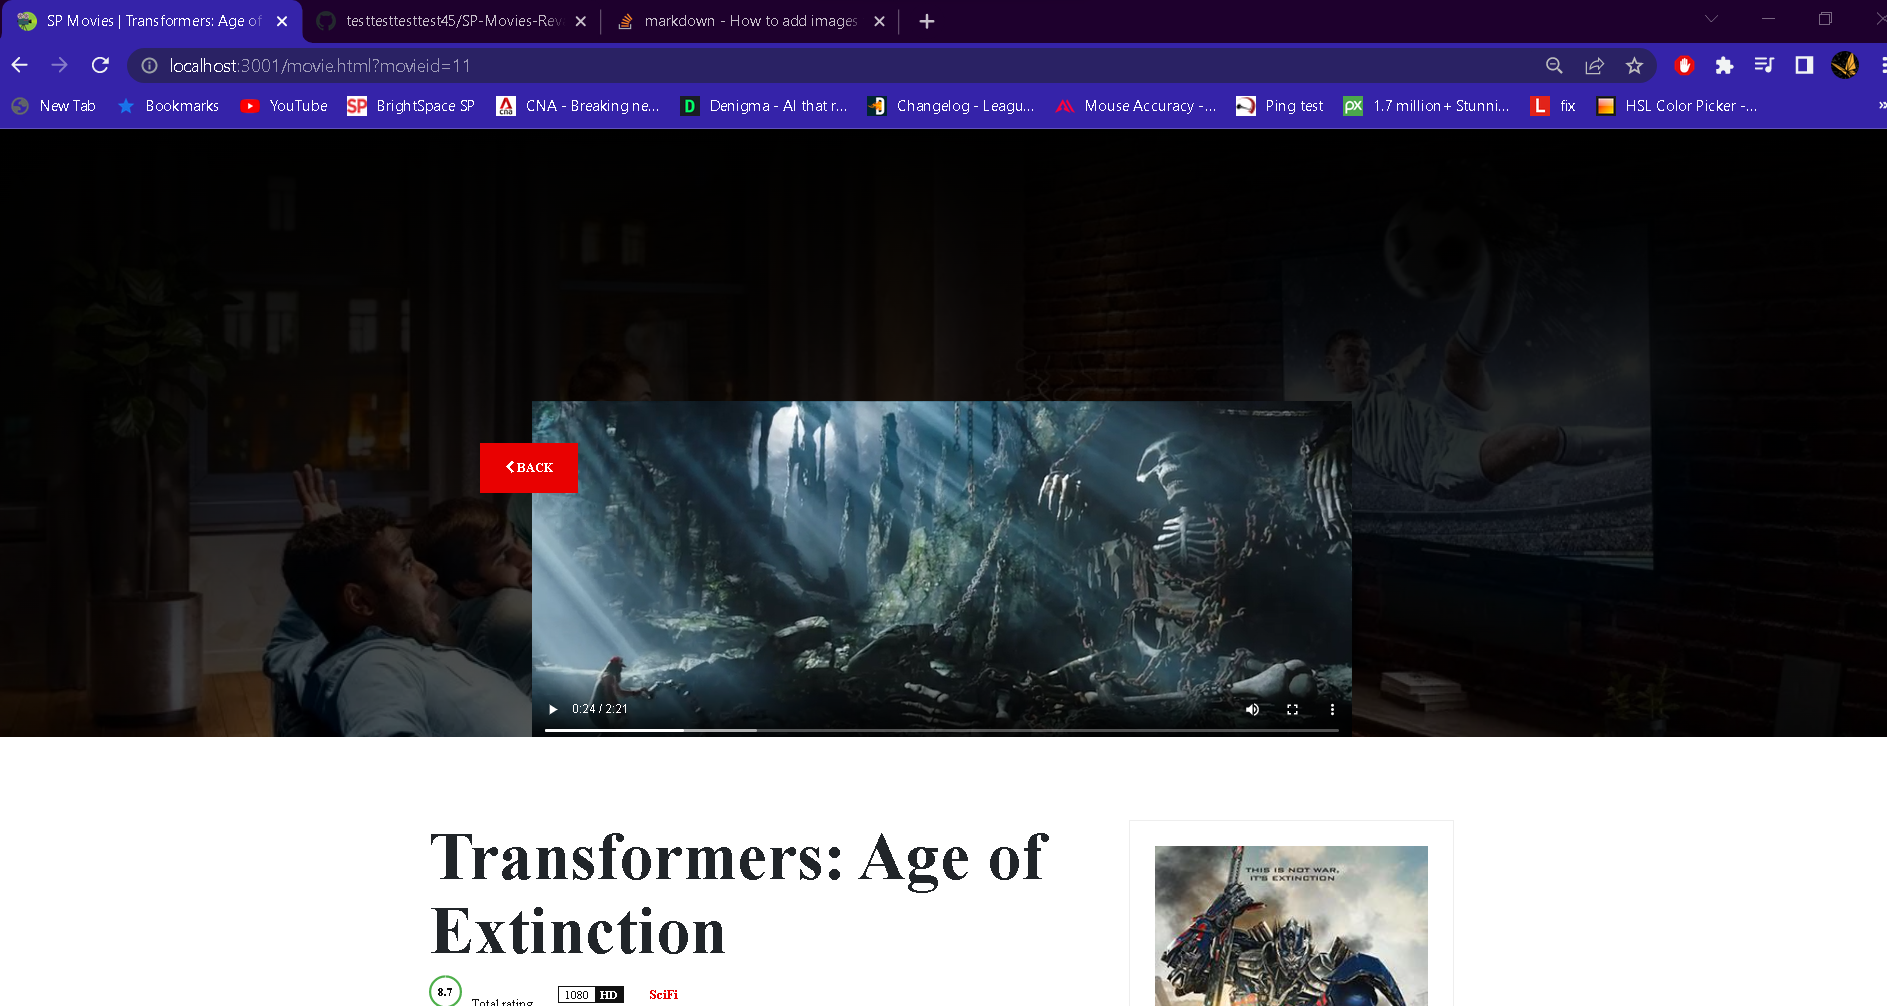 SP Movies | Transformers: Age of
testtesttesttest45/SP-Movies-Rev
markdown - How to add images
localhost:3001/movie.html?movieid=11
New Tab
Bookmarks
YouTube
SP
BrightSpace SP
cna
CNA - Breaking ne...
D
Denigma - AI that r...
Changelog - Leagu...
Mouse Accuracy -...
Ping test
px
1.7 million+ Stunni...
L
fix
HSL Color Picker -...
BACK
0:24 / 2:21
Transformers: Age of
Extinction
THIS IS NOT WAR,
IT'S EXTINCTION
8.7
Total rating
1080 HD
SciFi